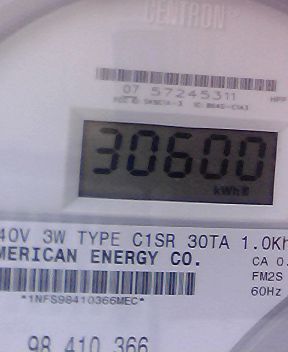 CENTRON
07 57245311
30600
kWh
40V 3W TYPE C1SR 30TA 1.0Kh
MERICAN ENERGY CO.
CA 0.
FM2S
60Hz
*1NFS98410366MEC*
98 410 366